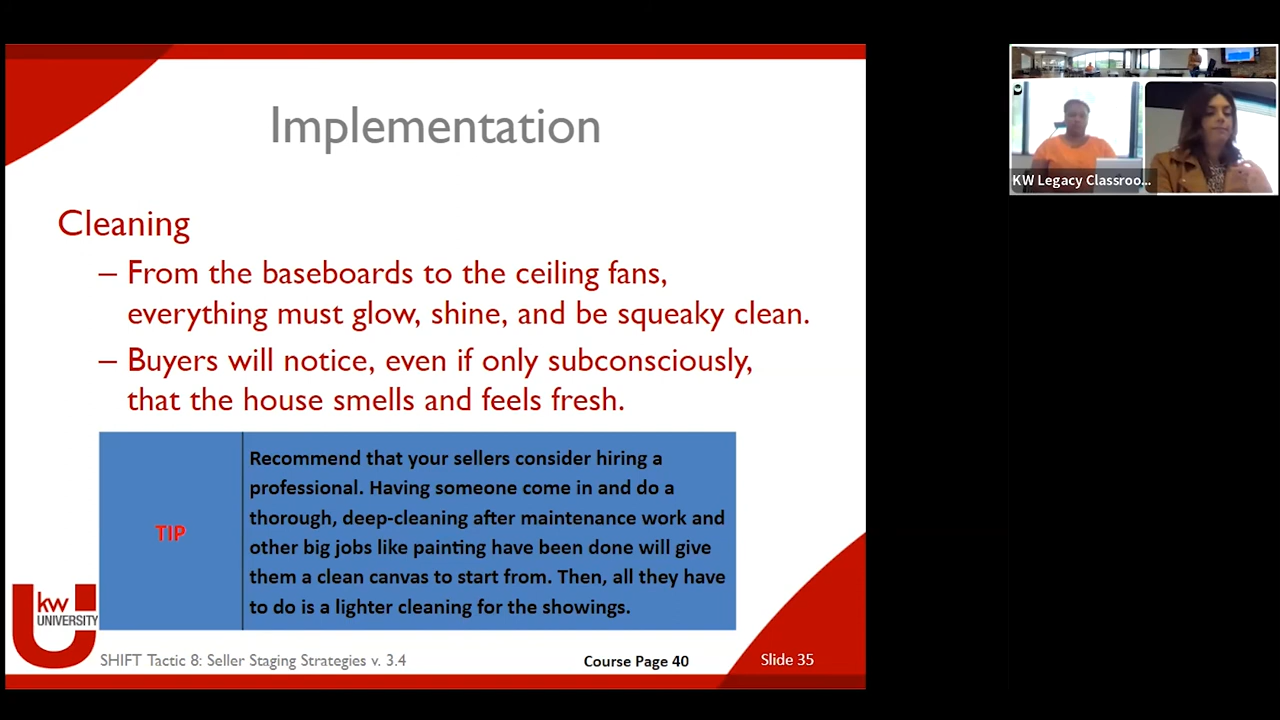 Implementation
Cleaning
– From the baseboards to the ceiling fans,
everything must glow, shine, and be squeaky clean.
– Buyers will notice, even if only subconsciously,
that the house smells and feels fresh.
TIP
Recommend that your sellers consider hiring a
professional. Having someone come in and do a
thorough, deep-cleaning after maintenance work and
other big jobs like painting have been done will give
them a clean canvas to start from. Then, all they have
to do is a lighter cleaning for the showings.
kw
UNIVERSITY
SHIFT Tactic 8: Seller Staging Strategies v. 3.4
Course Page 40
Slide 35
KW Legacy Classroo...